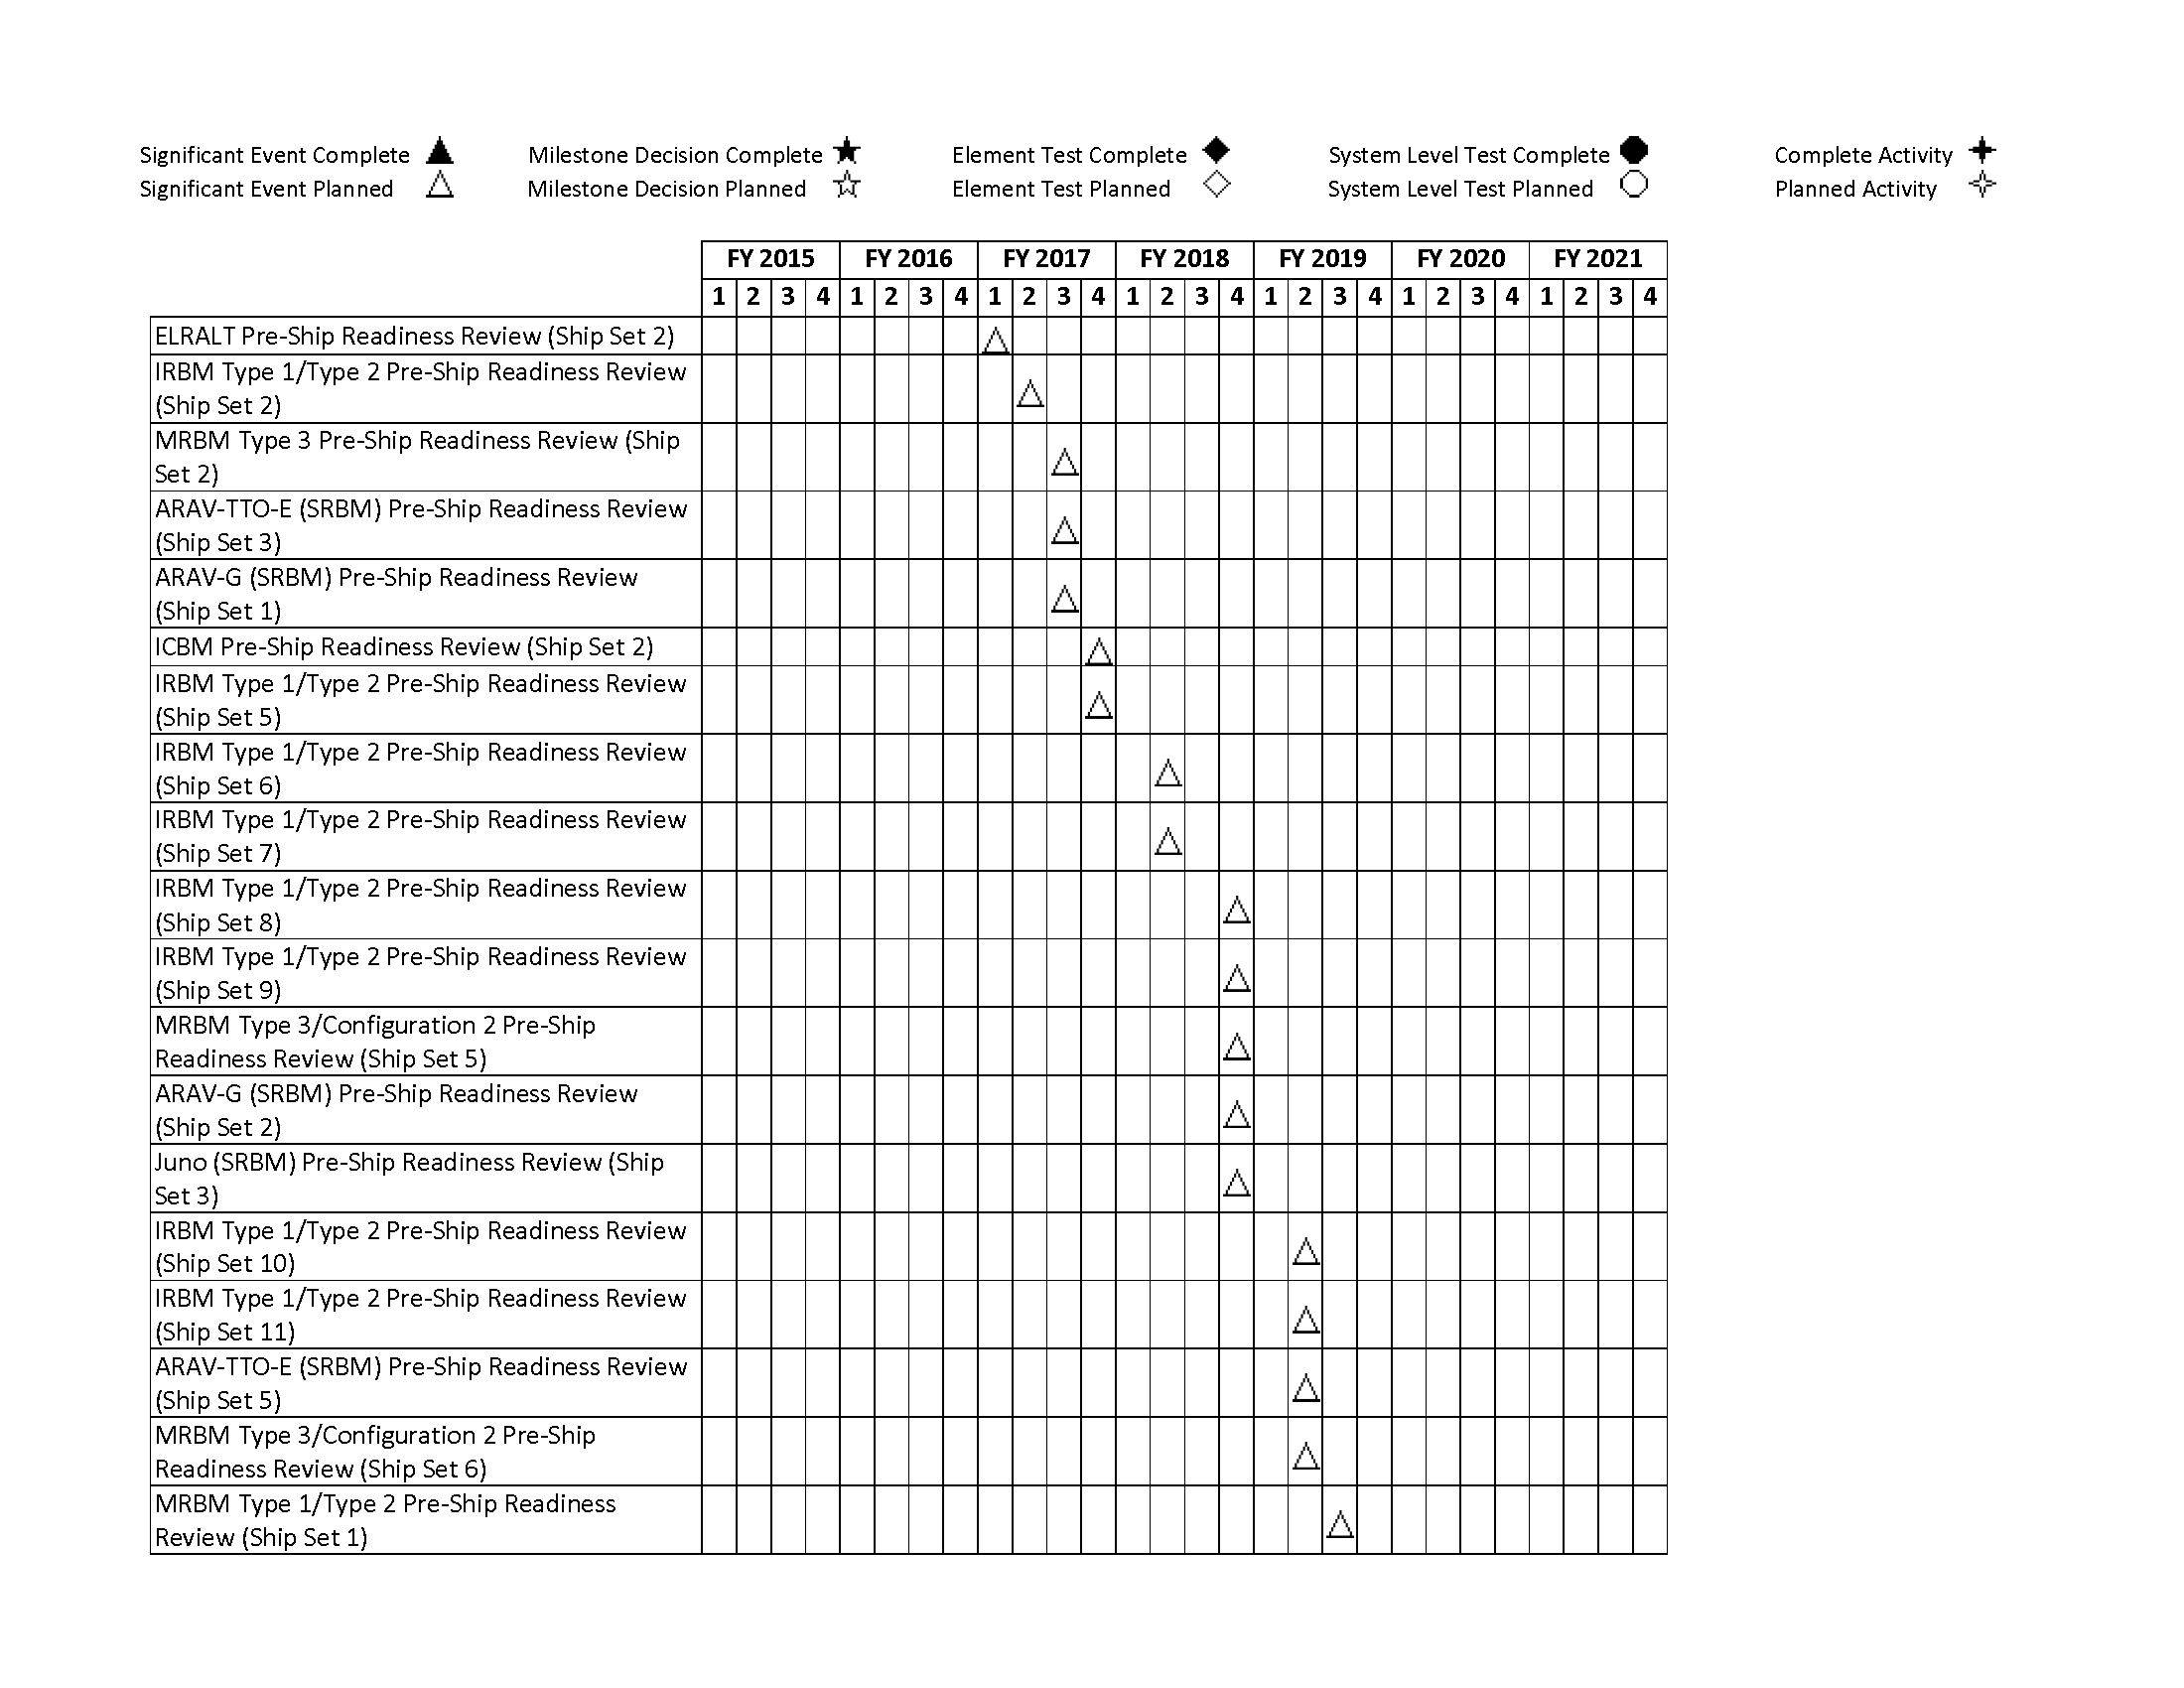 Significant Event Complete
Milestone Decision Complete
Element Test Complete
System Level Test Complete
Complete Activity
Significant Event Planned
Milestone Decision Planned
Element Test Planned
System Level Test Planned
Planned Activity
FY 2015 FY 2016 FY 2017 FY 2018 FY 2019 FY 2020 FY 2021
1 2 3 4 1 2 3 4 1 2 3 4 1 2 3 4 1 2 3 4 1 2 3 4 1 2 3 4
ELRALT Pre-Ship Readiness Review (Ship Set 2)
IRBM Type 1/Type 2 Pre-Ship Readiness Review
(Ship Set 2)
MRBM Type 3 Pre-Ship Readiness Review (Ship
Set 2)
ARAV-TTO-E (SRBM) Pre-Ship Readiness Review
(Ship Set 3)
ARAV-G (SRBM) Pre-Ship Readiness Review
(Ship Set 1)
ICBM Pre-Ship Readiness Review (Ship Set 2)
IRBM Type 1/Type 2 Pre-Ship Readiness Review
(Ship Set 5)
IRBM Type 1/Type 2 Pre-Ship Readiness Review
(Ship Set 6)
IRBM Type 1/Type 2 Pre-Ship Readiness Review
(Ship Set 7)
IRBM Type 1/Type 2 Pre-Ship Readiness Review
(Ship Set 8)
IRBM Type 1/Type 2 Pre-Ship Readiness Review
(Ship Set 9)
MRBM Type 3/Configuration 2 Pre-Ship
Readiness Review (Ship Set 5)
ARAV-G (SRBM) Pre-Ship Readiness Review
(Ship Set 2)
Juno (SRBM) Pre-Ship Readiness Review (Ship
Set 3)
IRBM Type 1/Type 2 Pre-Ship Readiness Review
(Ship Set 10)
IRBM Type 1/Type 2 Pre-Ship Readiness Review
(Ship Set 11)
ARAV-TTO-E (SRBM) Pre-Ship Readiness Review
(Ship Set 5)
MRBM Type 3/Configuration 2 Pre-Ship
Readiness Review (Ship Set 6)
MRBM Type 1/Type 2 Pre-Ship Readiness
Review (Ship Set 1)